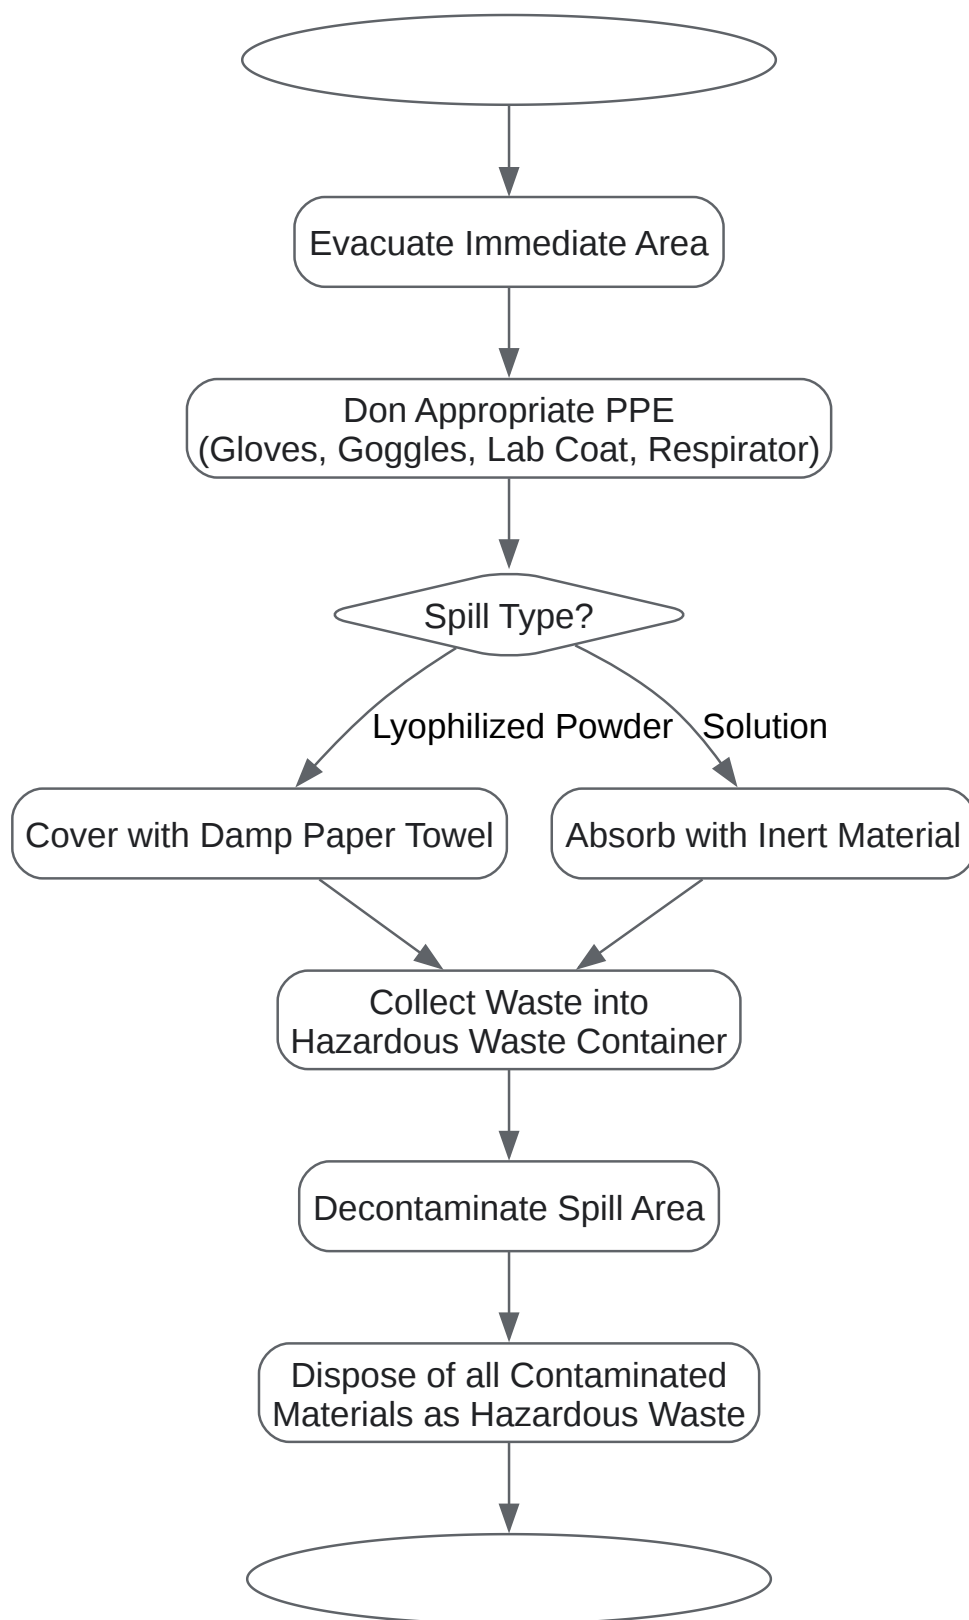 Evacuate Immediate Area
Don Appropriate PPE
(Gloves, Goggles, Lab Coat, Respirator)
Spill Type?
Lyophilized Powder
Solution
Cover with Damp Paper Towel
Absorb with Inert Material
Collect Waste into
Hazardous Waste Container
Decontaminate Spill Area
Dispose of all Contaminated
Materials as Hazardous Waste